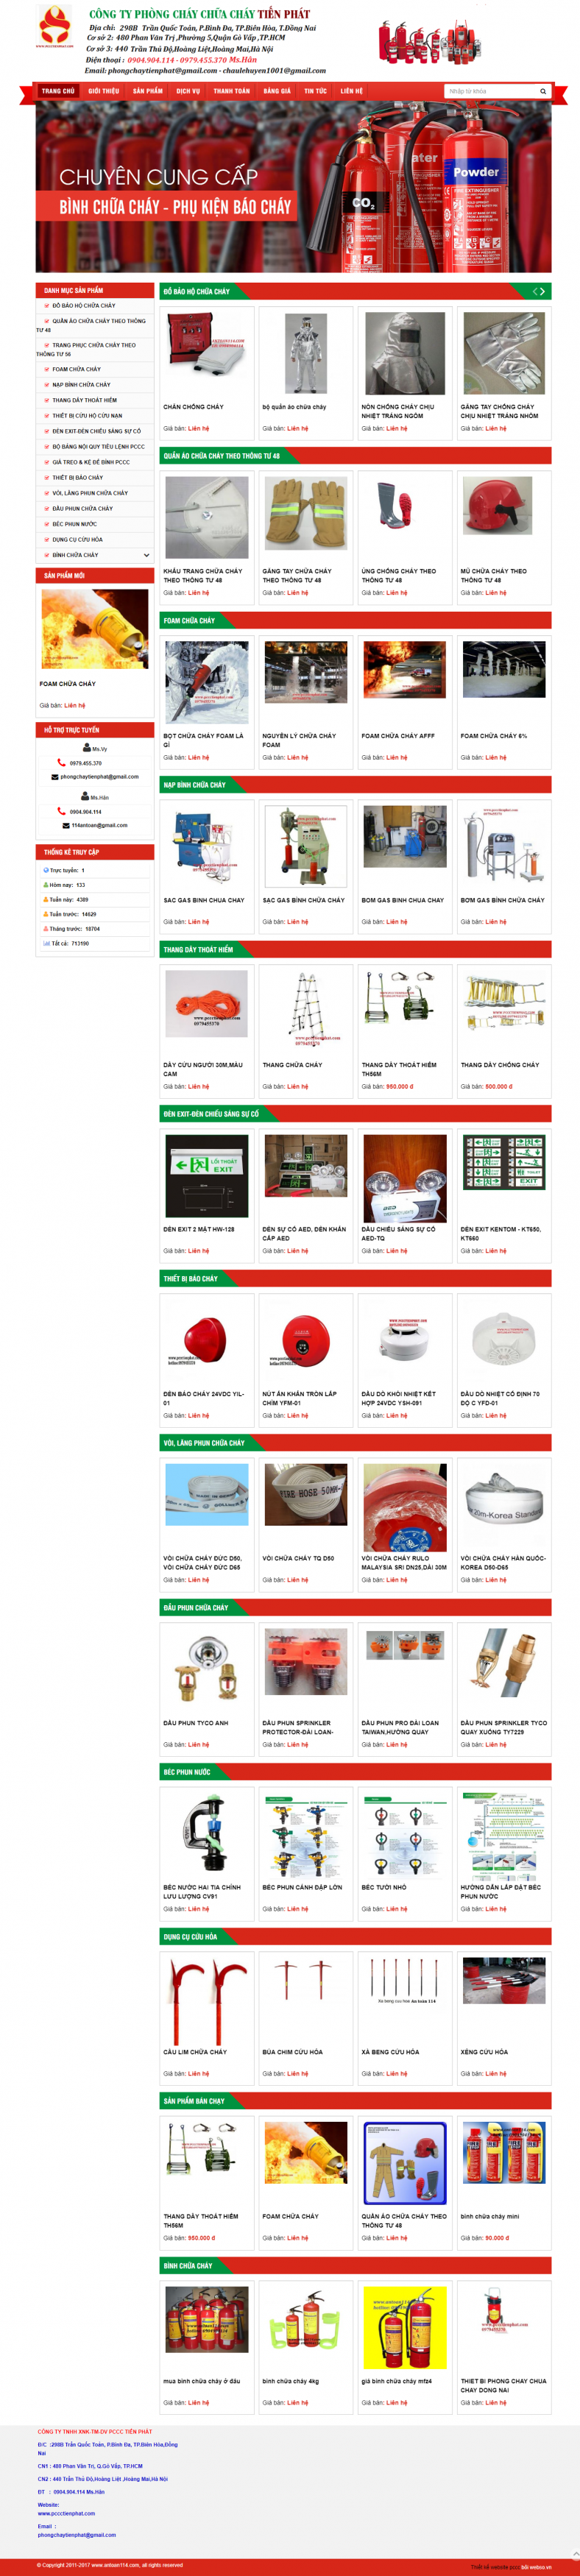 CÔNG TY PHÒNG CHÁY CHỮA CHÁY TIẾN PHÁT
Địa chỉ: 298B Trần Quốc Toản, P.Bình Đa, TP.Biên Hòa, T.Đồng Nai
Cơ sở 2: 480 Phan Văn Trị ,Phường 5,Quận Gò Vấp ,TP.HCM
Cơ sở 3: 440 Trần Thủ Độ,Hoàng Liệt,Hoàng Mai,Hà Nội
Điện thoại : 0904.904.114 - 0979.455.370 Ms.Hân
Email: phongchaytienphat@gmail.com - chaulehuyen1001@gmail.com
TRANG CHỦ GIỚI THIỆU SẢN PHẨM DỊCH VỤ THANH TOÁN BẢNG GIÁ TIN TỨC LIÊN HỆ
Nhập từ khóa
CHUYÊN CUNG CẤP
BÌNH CHỮA CHÁY - PHỤ KIỆN BÁO CHÁY
CO2
Powder
DANH MỤC SẢN PHẨM
ĐỒ BẢO HỘ CHỮA CHÁY
QUẦN ÁO CHỮA CHÁY THEO THÔNG TƯ 48
TRANG PHỤC CHỮA CHÁY THEO THÔNG TƯ 56
FOAM CHỮA CHÁY
NẠP BÌNH CHỮA CHÁY
THANG DÂY THOÁT HIỂM
THIẾT BỊ CỨU HỘ CỨU NẠN
ĐÈN EXIT-ĐÈN CHIẾU SÁNG SỰ CỐ
BỘ BẢNG NỘI QUY TIÊU LỆNH PCCC
GIÁ TREO & KỆ ĐỂ BÌNH PCCC
THIẾT BỊ BÁO CHÁY
VÒI, LĂNG PHUN CHỮA CHÁY
ĐẦU PHUN CHỮA CHÁY
BÉC PHUN NƯỚC
DỤNG CỤ CỨU HỎA
BÌNH CHỮA CHÁY
SẢN PHẨM MỚI
FOAM CHỮA CHÁY
Giá bán: Liên hệ
HỖ TRỢ TRỰC TUYẾN
Ms.Vy
0979.455.370
phongchaytienphat@gmail.com
Ms.Hân
0904.904.114
114antoan@gmail.com
THỐNG KÊ TRUY CẬP
Trực tuyến: 1
Hôm nay: 133
Tuần này: 4389
Tuần trước: 14629
Tháng trước: 18704
Tất cả: 713190
ĐỒ BẢO HỘ CHỮA CHÁY
CHĂN CHỐNG CHÁY
Giá bán: Liên hệ
bộ quần áo chữa cháy
Giá bán: Liên hệ
NÓN CHỐNG CHÁY CHỊU NHIỆT TRÁNG NGÓM
Giá bán: Liên hệ
GĂNG TAY CHỐNG CHÁY CHỊU NHIỆT TRÁNG NHÔM
Giá bán: Liên hệ
QUẦN ÁO CHỮA CHÁY THEO THÔNG TƯ 48
KHẨU TRANG CHỮA CHÁY THEO THÔNG TƯ 48
Giá bán: Liên hệ
GĂNG TAY CHỮA CHÁY THEO THÔNG TƯ 48
Giá bán: Liên hệ
ỦNG CHỐNG CHÁY THEO THÔNG TƯ 48
Giá bán: Liên hệ
MŨ CHỮA CHÁY THEO THÔNG TƯ 48
Giá bán: Liên hệ
FOAM CHỮA CHÁY
BỌT CHỮA CHÁY FOAM LÀ GÌ
Giá bán: Liên hệ
NGUYÊN LÝ CHỮA CHÁY FOAM
Giá bán: Liên hệ
FOAM CHỮA CHÁY AFFF
Giá bán: Liên hệ
FOAM CHỮA CHÁY 6%
Giá bán: Liên hệ
NẠP BÌNH CHỮA CHÁY
SAC GAS BINH CHUA CHAY
Giá bán: Liên hệ
SẠC GAS BÌNH CHỮA CHÁY
Giá bán: Liên hệ
BOM GAS BINH CHUA CHAY
Giá bán: Liên hệ
BƠM GAS BÌNH CHỮA CHÁY
Giá bán: Liên hệ
THANG DÂY THOÁT HIỂM
DÂY CỨU NGƯỜI 30M,MÀU CAM
Giá bán: Liên hệ
THANG CHỮA CHÁY
Giá bán: Liên hệ
THANG DÂY THOÁT HIỂM TH56M
Giá bán: 950.000 đ
THANG DÂY CHỐNG CHÁY
Giá bán: 500.000 đ
ĐÈN EXIT-ĐÈN CHIẾU SÁNG SỰ CỐ
LỐI THOÁT EXIT
ĐÈN EXIT 2 MẶT HW-128
Giá bán: Liên hệ
ĐÈN SỰ CỐ AED, ĐÈN KHẨN CẤP AED
Giá bán: Liên hệ
ĐẦU CHIẾU SÁNG SỰ CỐ AED-TQ
Giá bán: Liên hệ
ĐÈN EXIT KENTOM - KT650, KT660
Giá bán: Liên hệ
THIẾT BỊ BÁO CHÁY
ĐÈN BÁO CHÁY 24VDC YIL-01
Giá bán: Liên hệ
NÚT ẤN KHẨN TRÒN LẮP CHÌM YFM-01
Giá bán: Liên hệ
ĐẦU DÒ KHÓI NHIỆT KẾT HỢP 24VDC YSH-091
Giá bán: Liên hệ
ĐẦU DÒ NHIỆT CỐ ĐỊNH 70 ĐỘ C YFD-01
Giá bán: Liên hệ
VÒI, LĂNG PHUN CHỮA CHÁY
VÒI CHỮA CHÁY ĐỨC D50, VÒI CHỮA CHÁY ĐỨC D65
Giá bán: Liên hệ
VÒI CHỮA CHÁY TQ D50
Giá bán: Liên hệ
VÒI CHỮA CHÁY RULO MALAYSIA SRI DN25,DÀI 30M
Giá bán: Liên hệ
20m-Korea Standard
VÒI CHỮA CHÁY HÀN QUỐC-KOREA D50-D65
Giá bán: Liên hệ
ĐẦU PHUN CHỮA CHÁY
ĐẦU PHUN TYCO ANH
Giá bán: Liên hệ
ĐẦU PHUN SPRINKLER PROTECTOR-ĐÀI LOAN-
Giá bán: Liên hệ
ĐẦU PHUN PRO ĐÀI LOAN TAIWAN,HƯỚNG QUAY
Giá bán: Liên hệ
ĐẦU PHUN SPRINKLER TYCO QUAY XUỐNG TY7229
Giá bán: Liên hệ
BÉC PHUN NƯỚC
BÉC NƯỚC HAI TIA CHỈNH LƯU LƯỢNG CV91
Giá bán: Liên hệ
BÉC PHUN CÁNH ĐẬP LỚN
Giá bán: Liên hệ
BÉC TƯỚI NHỎ
Giá bán: Liên hệ
HƯỚNG DẪN LẮP ĐẶT BÉC PHUN NƯỚC
Giá bán: Liên hệ
DỤNG CỤ CỨU HỎA
CÂU LIM CHỮA CHÁY
Giá bán: Liên hệ
BÚA CHIM CỨU HỎA
Giá bán: Liên hệ
XÀ BENG CỨU HỎA
Giá bán: Liên hệ
XẺNG CỨU HỎA
Giá bán: Liên hệ
SẢN PHẨM BÁN CHẠY
THANG DÂY THOÁT HIỂM TH56M
Giá bán: 950.000 đ
FOAM CHỮA CHÁY
Giá bán: Liên hệ
QUẦN ÁO CHỮA CHÁY THEO THÔNG TƯ 48
Giá bán: Liên hệ
bình chữa cháy mini
Giá bán: 90.000 đ
BÌNH CHỮA CHÁY
mua bình chữa cháy ở đâu
Giá bán: Liên hệ
bình chữa cháy 4kg
Giá bán: Liên hệ
giá bình chữa cháy mfz4
Giá bán: Liên hệ
THIET BI PHONG CHAY CHUA CHAY DONG NAI
Giá bán: Liên hệ
CÔNG TY TNHH XNK-TM-DV PCCC TIẾN PHÁT
Đ/C :298B Trần Quốc Toản, P.Bình Đa, TP.Biên Hòa,Đồng Nai
CN1 : 480 Phan Văn Trị, Q.Gò Vấp, TP.HCM
CN2 : 440 Trần Thủ Độ,Hoàng Liệt ,Hoàng Mai,Hà Nội
ĐT : 0904.904.114 Ms.Hân
Website:
www.pccctienphat.com
Email :
phongchaytienphat@gmail.com
© Copyright 2011-2017 www.antoan114.com, all rights reserved
Thiết kế website pccc bởi webso.vn